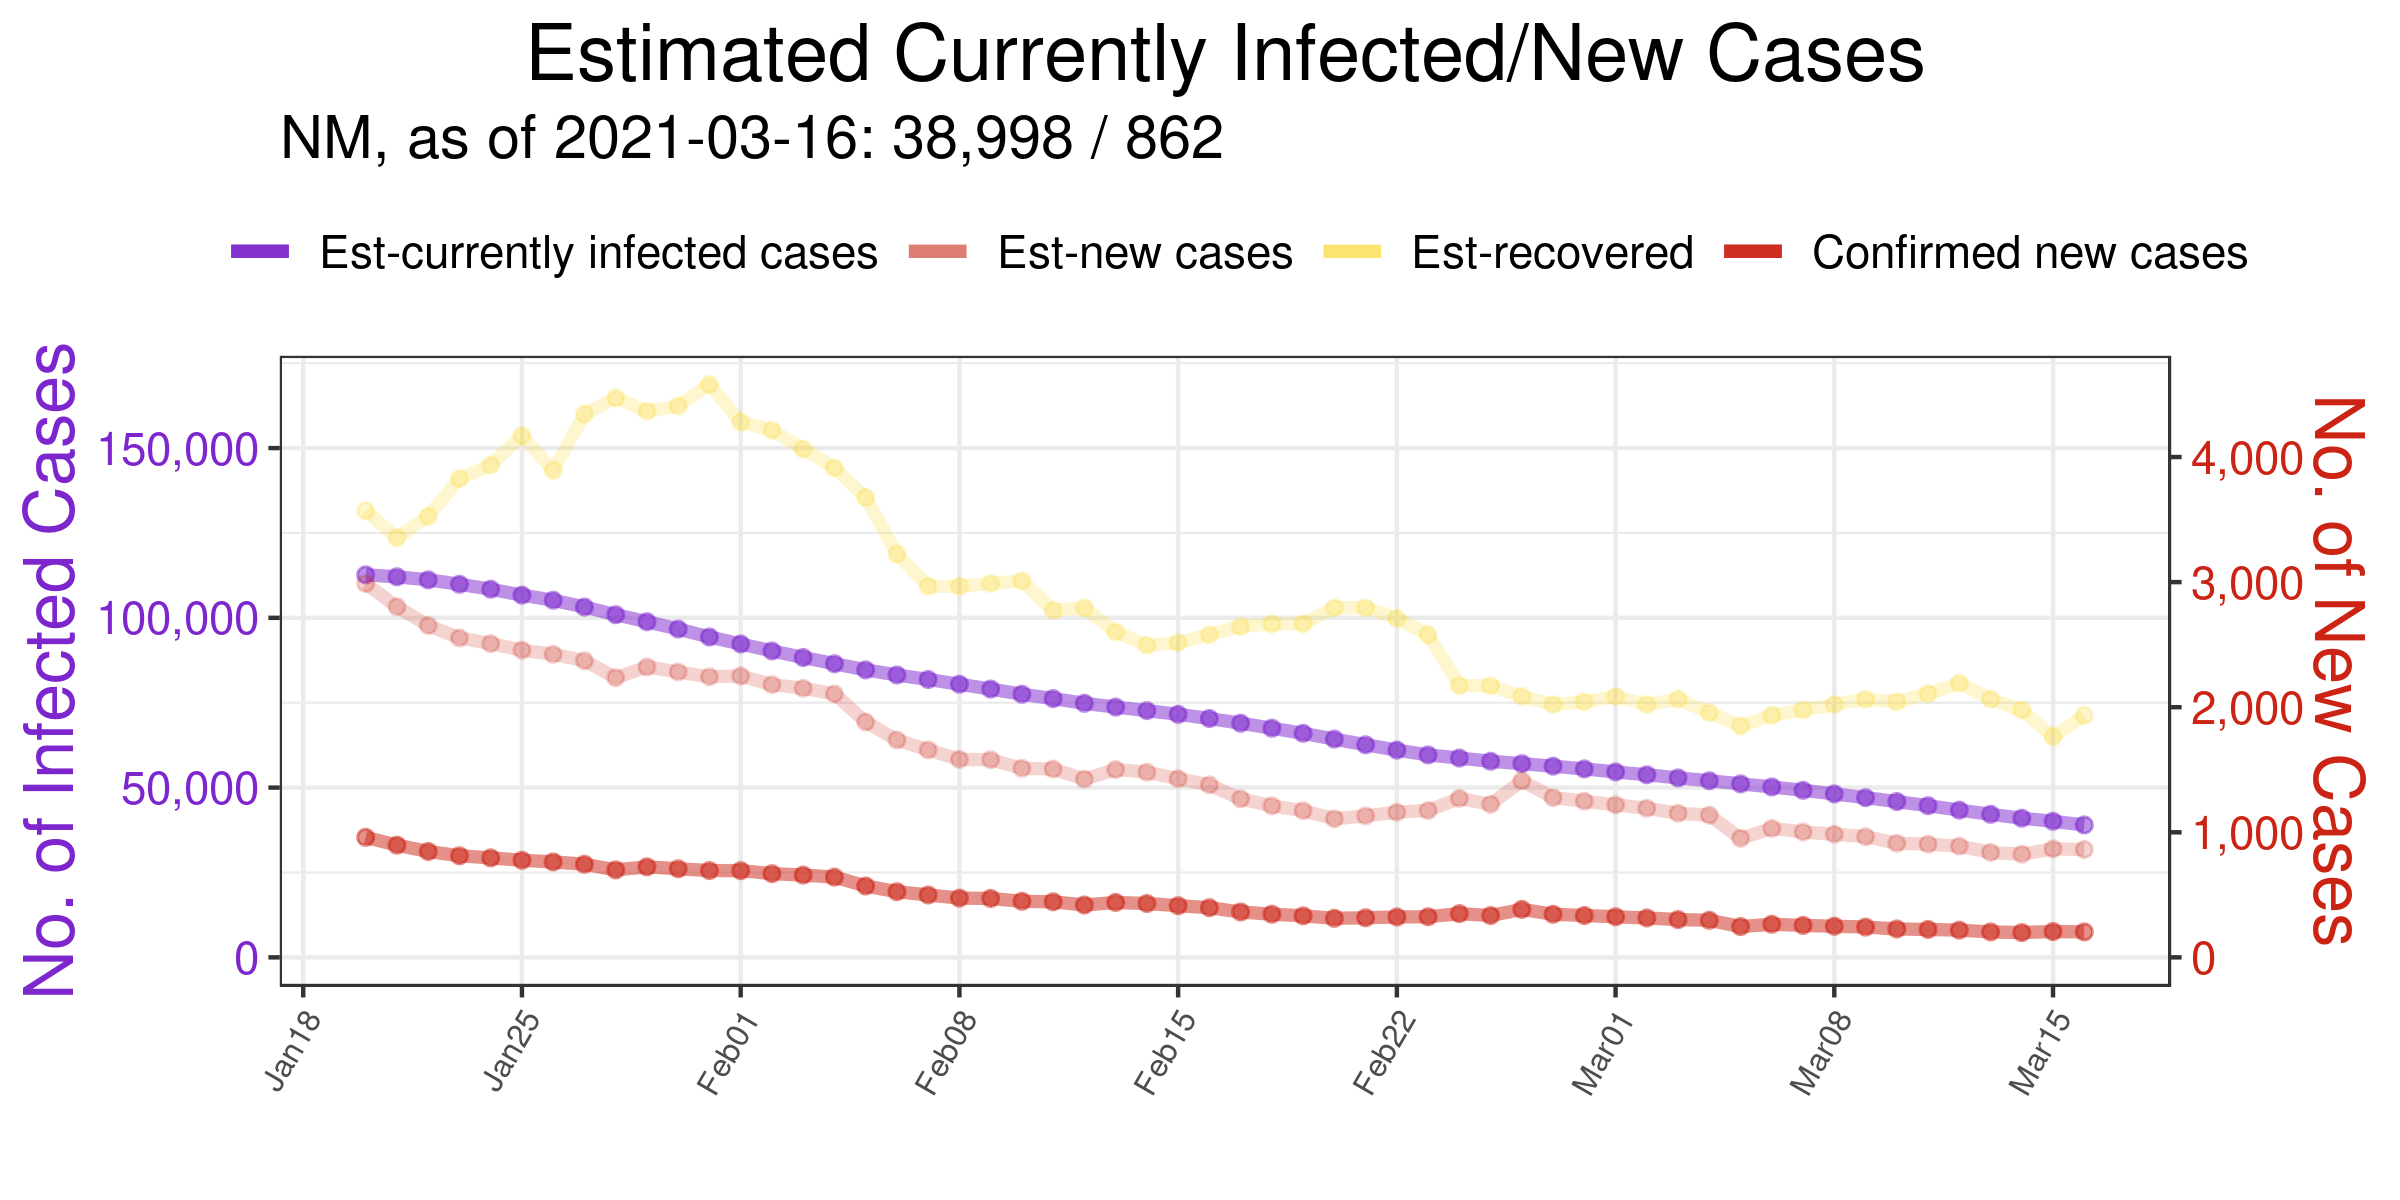 Estimated Currently Infected/New Cases
NM, as of 2021-03-16: 38,998 / 862
Est-currently infected cases Est-new cases Est-recovered Confirmed new cases
No. of Infected Cases
150,000
100,000
50,000
0
4,000
3,000
2,000
1,000
0
No. of New Cases
Jan18 Jan25 Feb01 Feb08 Feb15 Feb22 Mar01 Mar08 Mar15